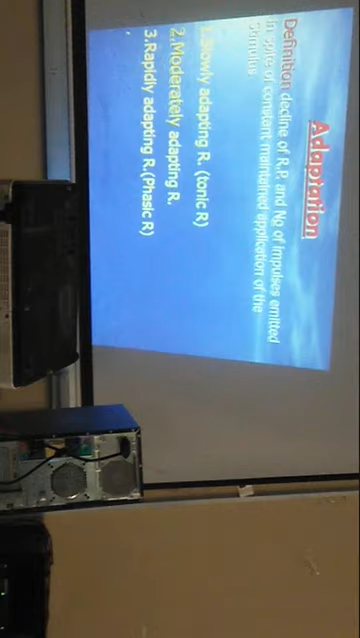 Adaptation
Definition decline of R.P. and No of impulses emitted
in spite of constant maintained application of the
Stimulus
1.Slowly adapting R. (tonic R)
2.Moderately adapting R.
3.Rapidly adapting R.(Phasic R)